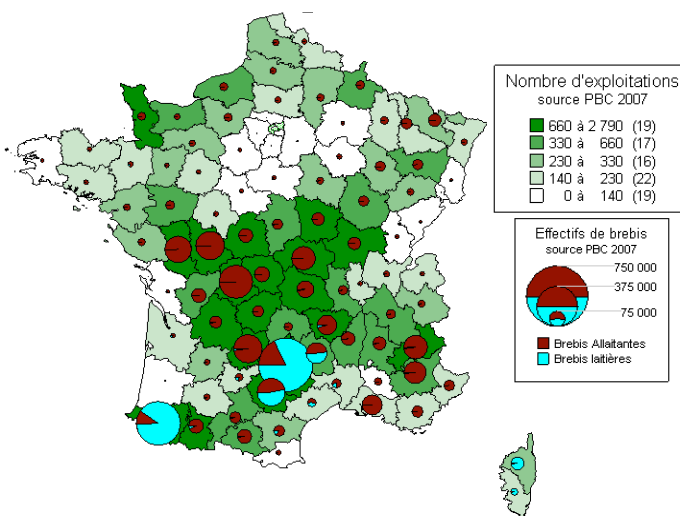 Nombre d'exploitations
source PBC 2007
660 à 2 790 (19)
330 à 660 (17)
230 à 330 (16)
140 à 230 (22)
0 à 140 (19)
Effectifs de brebis
source PBC 2007
750 000
375 000
75 000
Brebis Allaitantes
Brebis laitières